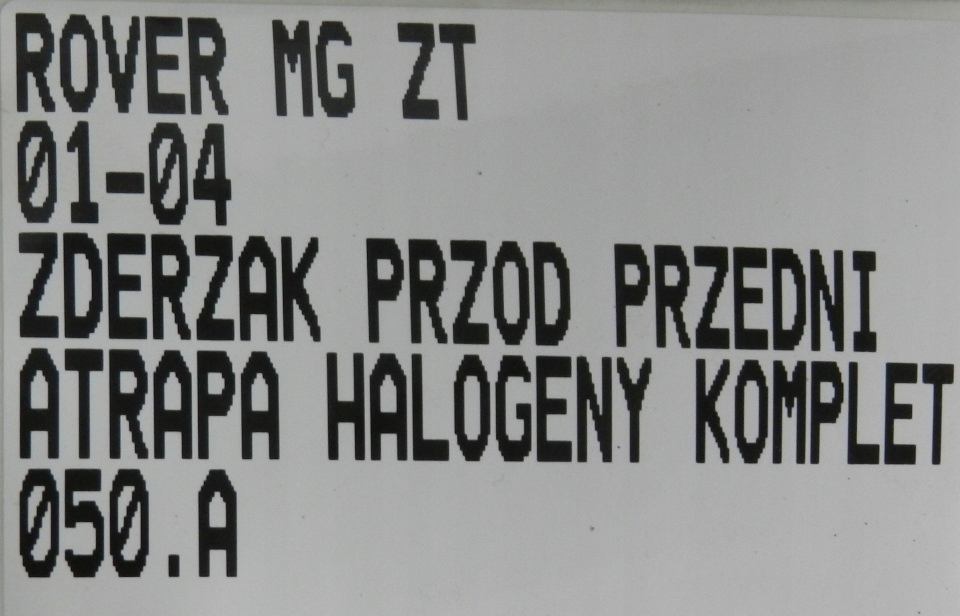 ROVER MG ZT
01-04
ZDERZAK PRZOD PRZEDNI
ATRAPA HALOGENY KOMPLET
050.A